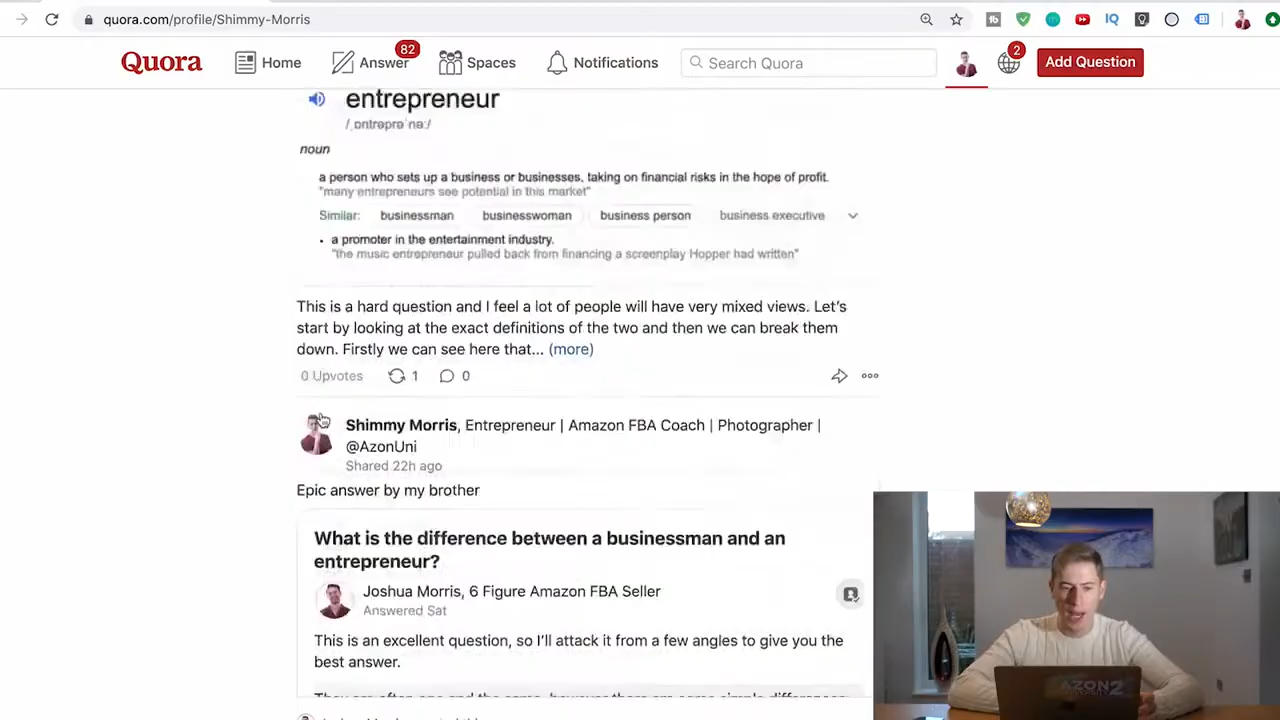 quora.com/profile/Shimmy-Morris
IQ
Quora
Home
Answer
82
Spaces
Notifications
Search Quora
2
Add Question
entrepreneur
noun
a person who sets up a business or businesses, taking on financial risks in the hope of profit.
"many entrepreneurs see potential in this market"
Similar: businessman businesswoman business person business executive
• a promoter in the entertainment industry.
"the music entrepreneur pulled back from financing a screenplay Hopper had written"
This is a hard question and I feel a lot of people will have very mixed views. Let's
start by looking at the exact definitions of the two and then we can break them
down. Firstly we can see here that... (more)
0 Upvotes 1 0
Shimmy Morris, Entrepreneur | Amazon FBA Coach | Photographer |
@AzonUni
Shared 22h ago
Epic answer by my brother
What is the difference between a businessman and an
entrepreneur?
Joshua Morris, 6 Figure Amazon FBA Seller
Answered Sat
This is an excellent question, so I'll attack it from a few angles to give you the
best answer.
AZON